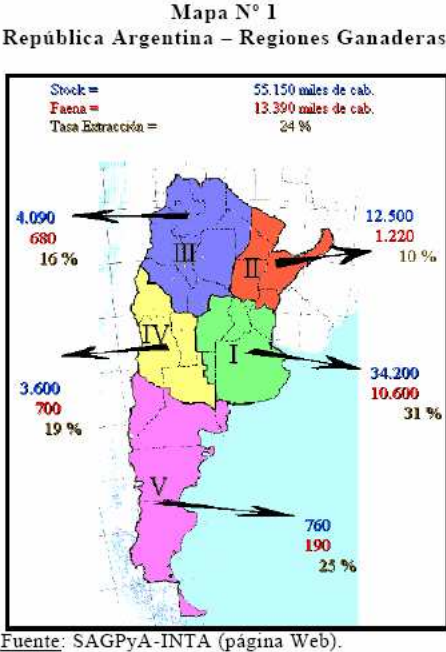 Mapa Nº 1
República Argentina – Regiones Ganaderas
Stock = 55.150 miles de cab.
Faena = 13.390 miles de cab.
Tasa Extracción = 24 %
4.090
680
16 %
III
12.500
1.220
10 %
II
IV
3.600
700
19 %
I
34.200
10.600
31 %
V
760
190
25 %
Fuente: SAGPyA-INTA (página Web).